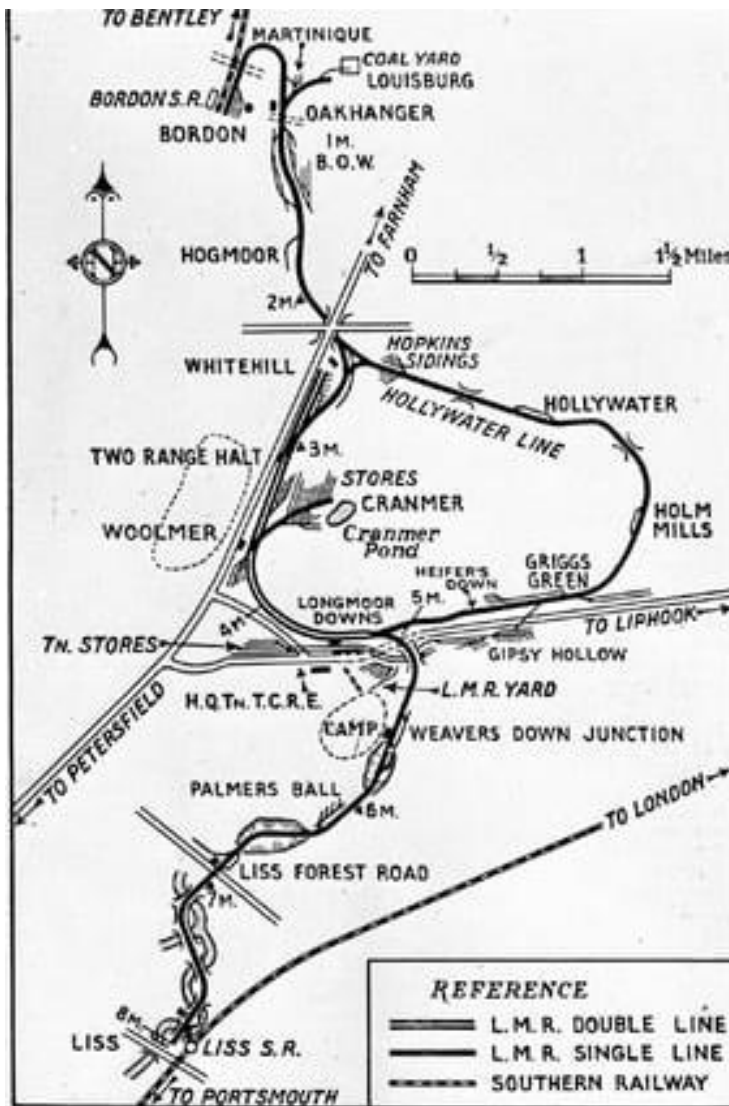 TO BENTLEY
MARTINIQUE
COAL YARD
LOUISBURG
BORDON S.R.
BORDON
OAKHANGER
1M.
B.O.W.
TO FARNHAM
HOGMOOR
0 ½ 1 1½ Miles
2M.
WHITEHILL
HOPKINS
SIDINGS
HOLLYWATER LINE
HOLLYWATER
TWO RANGE HALT
3M.
STORES
CRANMER
Cranmer
Pond
WOOLMER
HOLM
MILLS
GRIGGS
GREEN
HEIFER'S
DOWN
LONGMOOR
DOWNS
5M.
4M.
TO LIPHOOK
TN. STORES
GIPSY HOLLOW
H.Q.TN.T.C.R.E.
L.M.R. YARD
CAMP
WEAVERS DOWN JUNCTION
TO PETERSFIELD
PALMERS BALL
6M.
TO LONDON
LISS FOREST ROAD
7M.
8M.
LISS
LISS S.R.
TO PORTSMOUTH
REFERENCE
L.M.R. DOUBLE LINE
L.M.R. SINGLE LINE
SOUTHERN RAILWAY